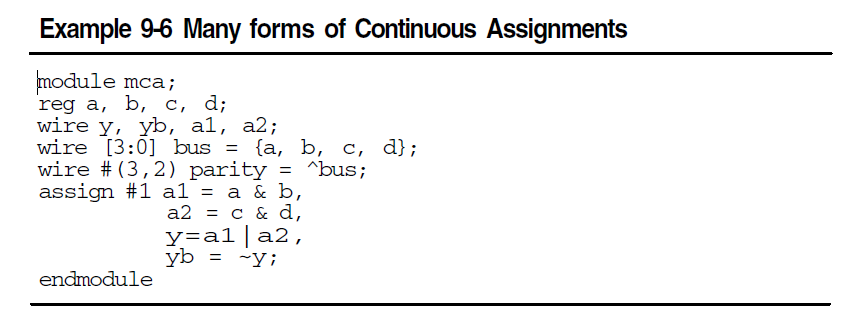 Example 9-6 Many forms of Continuous Assignments
module mca;
reg a, b, c, d;
wire y, yb, a1, a2;
wire [3:0] bus = {a, b, c, d};
wire #(3,2) parity = ^bus;
assign #1 a1 = a & b,
a2 = c & d,
y=a1|a2,
yb = ~y;
endmodule